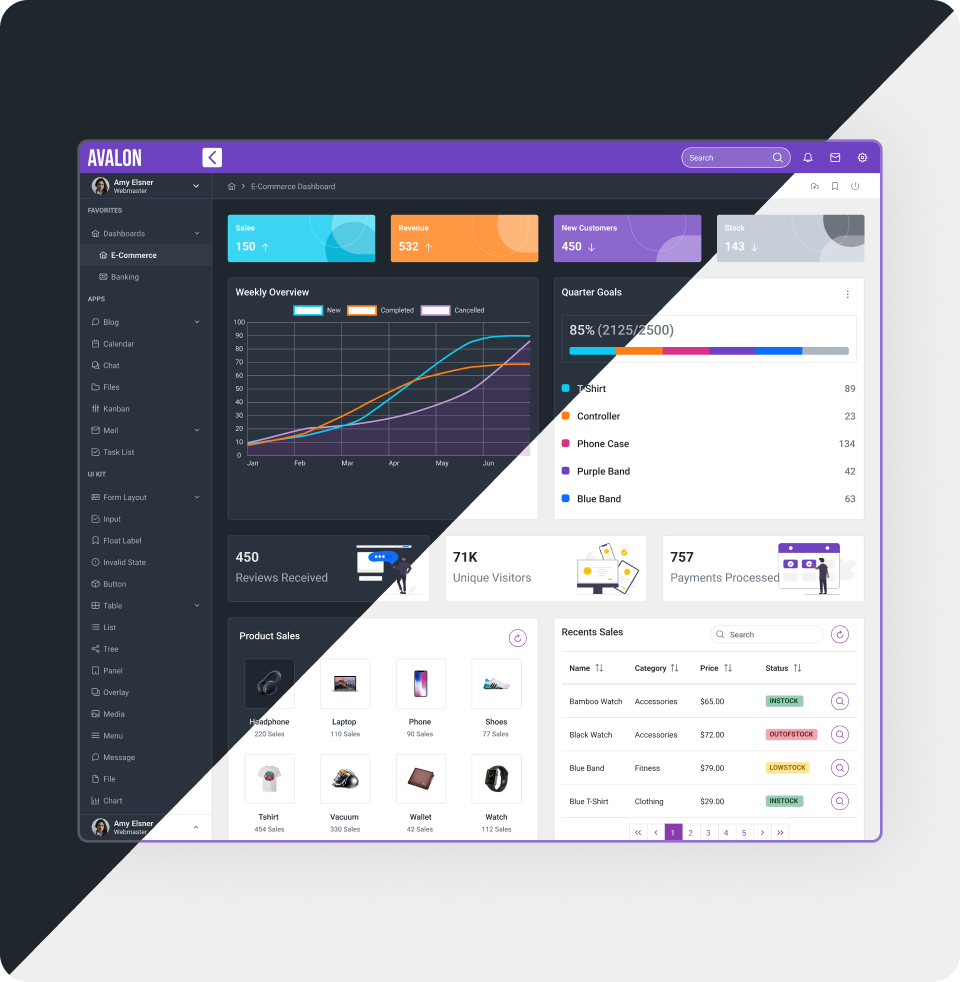 AVALON
Search
Amy Elsner
Webmaster
E-Commerce Dashboard
FAVORITES
Dashboards
E-Commerce
Banking
APPS
Blog
Calendar
Chat
Files
Kanban
Mail
Task List
UI KIT
Form Layout
Input
Float Label
Invalid State
Button
Table
List
Tree
Panel
Overlay
Media
Menu
Message
File
Chart
Amy Elsner
Webmaster
Sales
150 ↑
Revenue
532 ↑
New Customers
450 ↓
Stock
143 ↓
Weekly Overview
New Completed Cancelled
100
90
80
70
60
50
40
30
20
10
0
Jan Feb Mar Apr May Jun
Quarter Goals
85% (2125/2500)
T-Shirt 89
Controller 23
Phone Case 134
Purple Band 42
Blue Band 63
450
Reviews Received
71K
Unique Visitors
757
Payments Processed
Product Sales
Headphone Laptop Phone Shoes
220 Sales 110 Sales 90 Sales 77 Sales
Tshirt Vacuum Wallet Watch
454 Sales 330 Sales 42 Sales 112 Sales
Recents Sales
Search
Name Category Price Status
Bamboo Watch Accessories $65.00 INSTOCK
Black Watch Accessories $72.00 OUTOFSTOCK
Blue Band Fitness $79.00 LOWSTOCK
Blue T-Shirt Clothing $29.00 INSTOCK
« ‹ 1 2 3 4 5 › »